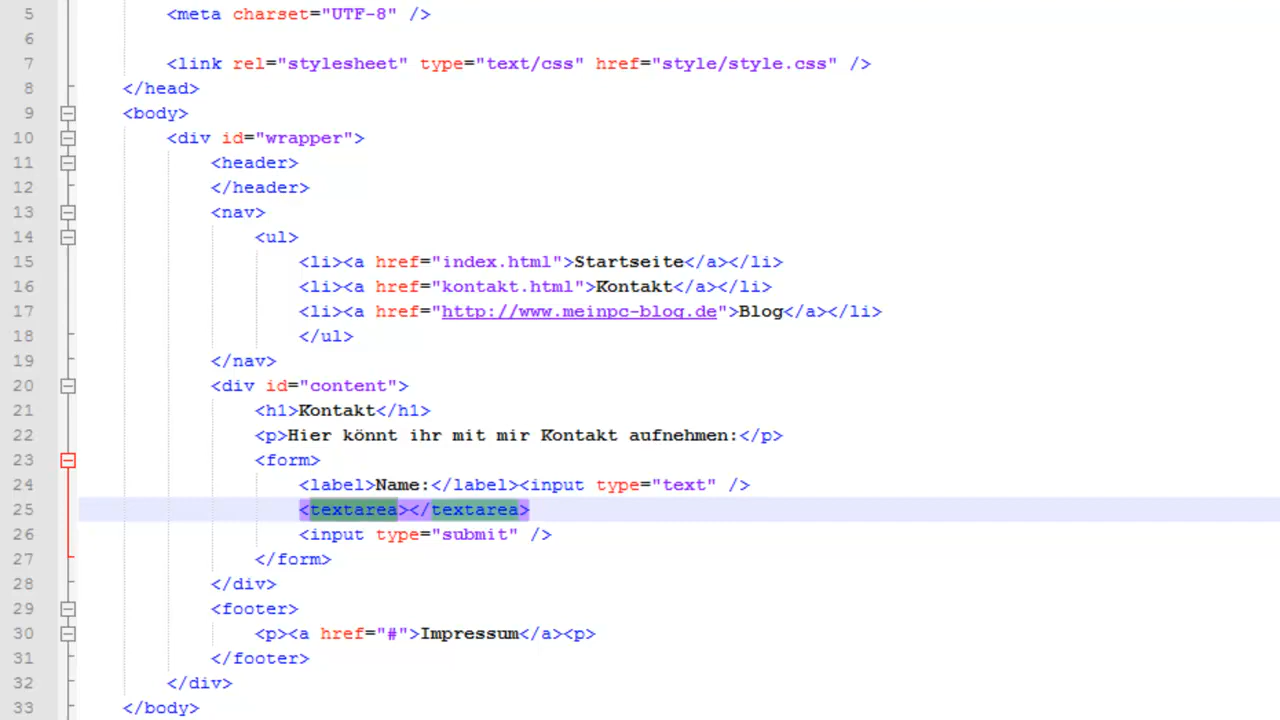 5 <meta charset="UTF-8" />
6
7 <link rel="stylesheet" type="text/css" href="style/style.css" />
8 </head>
9 <body>
10 <div id="wrapper">
11 <header>
12 </header>
13 <nav>
14 <ul>
15 <li><a href="index.html">Startseite</a></li>
16 <li><a href="kontakt.html">Kontakt</a></li>
17 <li><a href="http://www.meinpc-blog.de">Blog</a></li>
18 </ul>
19 </nav>
20 <div id="content">
21 <h1>Kontakt</h1>
22 <p>Hier könnt ihr mit mir Kontakt aufnehmen:</p>
23 <form>
24 <label>Name:</label><input type="text" />
25 <textarea></textarea>
26 <input type="submit" />
27 </form>
28 </div>
29 <footer>
30 <p><a href="#">Impressum</a><p>
31 </footer>
32 </div>
33 </body>